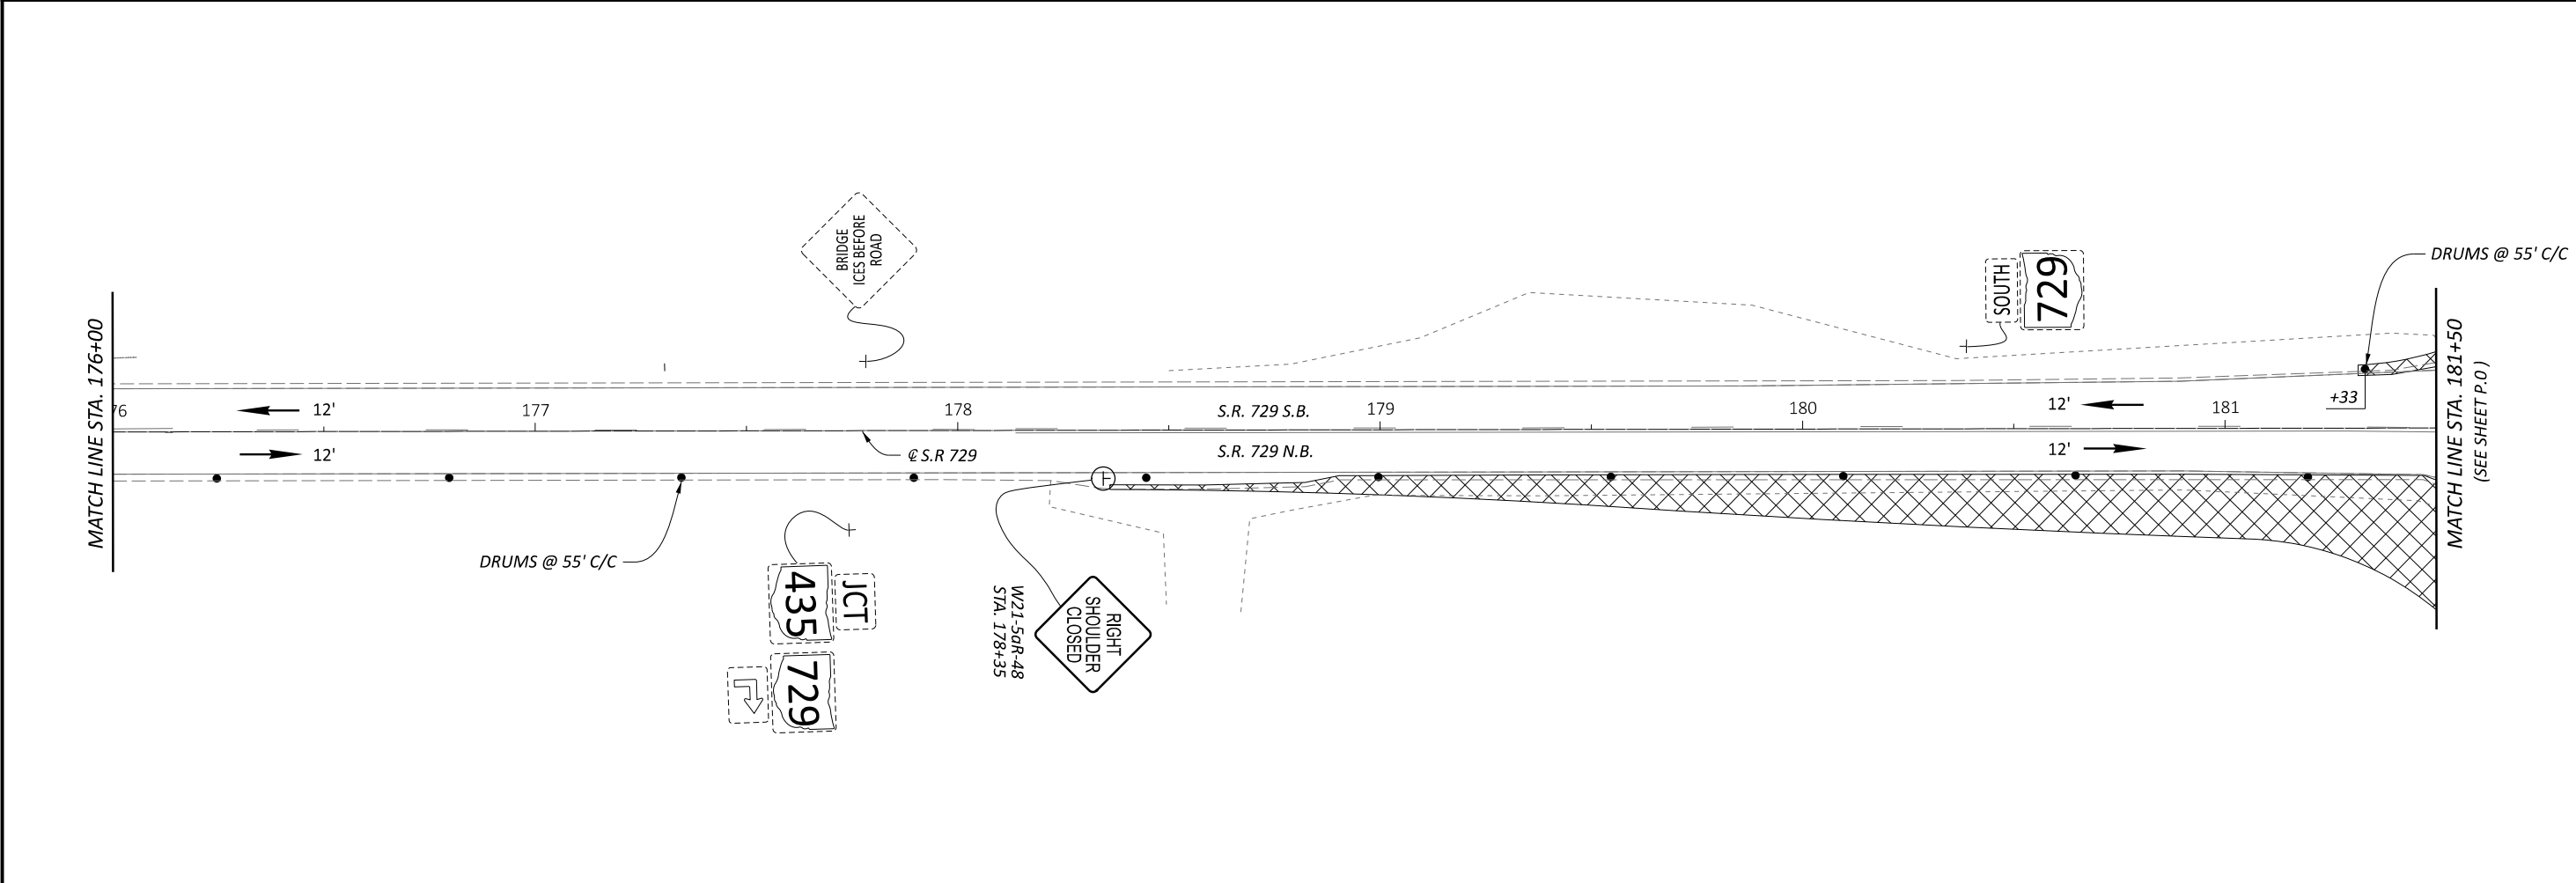 MATCH LINE STA. 176+00
BRIDGE
ICES BEFORE
ROAD
SOUTH
729
DRUMS @ 55' C/C
+33
MATCH LINE STA. 181+50
(SEE SHEET P.0 )
76
12'
177
178
S.R. 729 S.B.
179
180
12'
181
12'
℄ S.R 729
S.R. 729 N.B.
12'
DRUMS @ 55' C/C
JCT
435
729
W21-5aR-48
STA. 178+35
RIGHT
SHOULDER
CLOSED